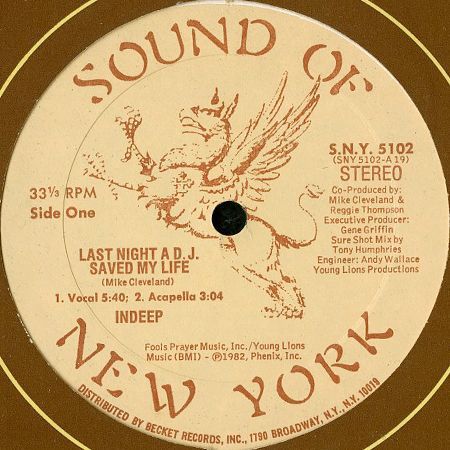 SOUND OF
S.N.Y. 5102
(SNY 5102-A 19)
STEREO
33⅓ RPM
Side One
Co-Produced by:
Mike Cleveland &
Reggie Thompson
Executive Producer:
Gene Griffin
Sure Shot Mix by
Tony Humphries
Engineer: Andy Wallace
Young Lions Productions
LAST NIGHT A D.J.
SAVED MY LIFE
(Mike Cleveland)
1. Vocal 5:40; 2. Acapella 3:04
INDEEP
Fools Prayer Music, Inc./Young Lions
Music (BMI) - ℗1982, Phenix, Inc.
NEW YORK
DISTRIBUTED BY BECKET RECORDS, INC., 1790 BROADWAY, N.Y., N.Y. 10019